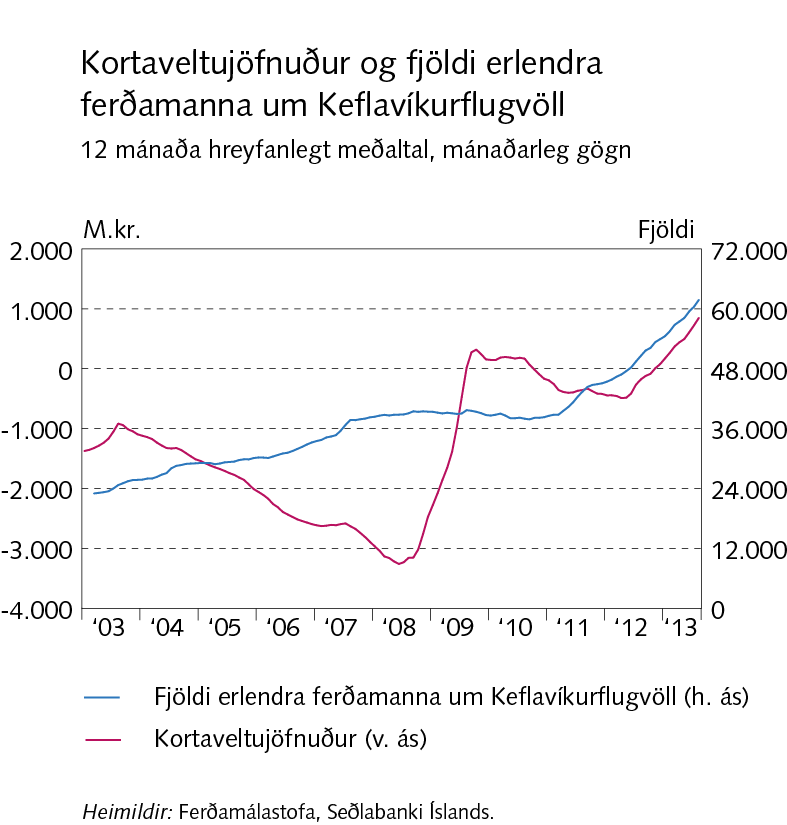 Kortaveltujöfnuður og fjöldi erlendra
ferðamanna um Keflavíkurflugvöll
12 mánaða hreyfanlegt meðaltal, mánaðarleg gögn
M.kr. Fjöldi
2.000 72.000
1.000 60.000
0 48.000
-1.000 36.000
-2.000 24.000
-3.000 12.000
-4.000 0
‘03 ‘04 ‘05 ‘06 ‘07 ‘08 ‘09 ‘10 ‘11 ‘12 ‘13
Fjöldi erlendra ferðamanna um Keflavíkurflugvöll (h. ás)
Kortaveltujöfnuður (v. ás)
Heimildir: Ferðamálastofa, Seðlabanki Íslands.